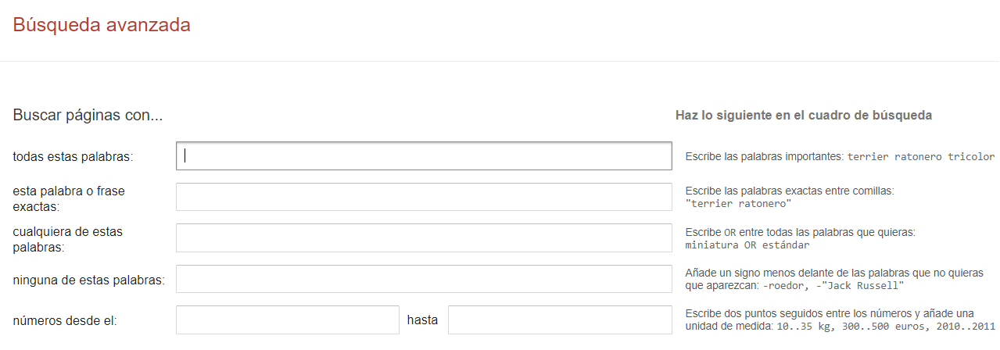 Búsqueda avanzada
Buscar páginas con...
Haz lo siguiente en el cuadro de búsqueda
todas estas palabras:
Escribe las palabras importantes: terrier ratonero tricolor
esta palabra o frase
exactas:
Escribe las palabras exactas entre comillas:
"terrier ratonero"
cualquiera de estas
palabras:
Escribe OR entre todas las palabras que quieras:
miniatura OR estándar
ninguna de estas palabras:
Añade un signo menos delante de las palabras que no quieras
que aparezcan: -roedor, -"Jack Russell"
números desde el:
hasta
Escribe dos puntos seguidos entre los números y añade una
unidad de medida: 10..35 kg, 300..500 euros, 2010..2011